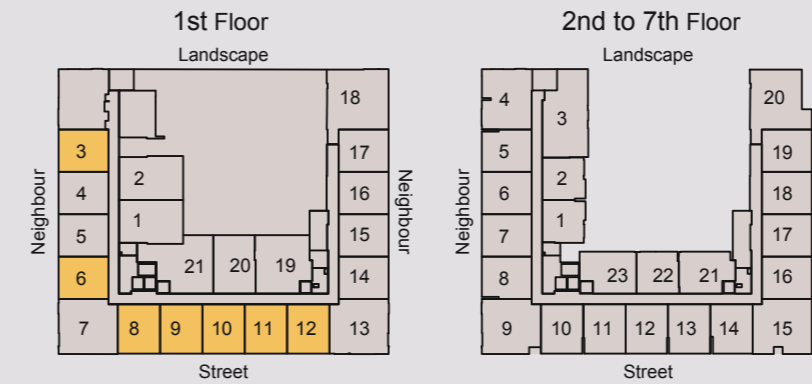 1st Floor
Landscape
18
3
17
2
4
16
1
5
15
6
21 20 19
14
7 8 9 10 11 12 13
Street
Neighbour
Neighbour
2nd to 7th Floor
Landscape
4
20
3
5
19
2
6
18
1
7
17
8
23 22 21
16
9 10 11 12 13 14 15
Street
Neighbour